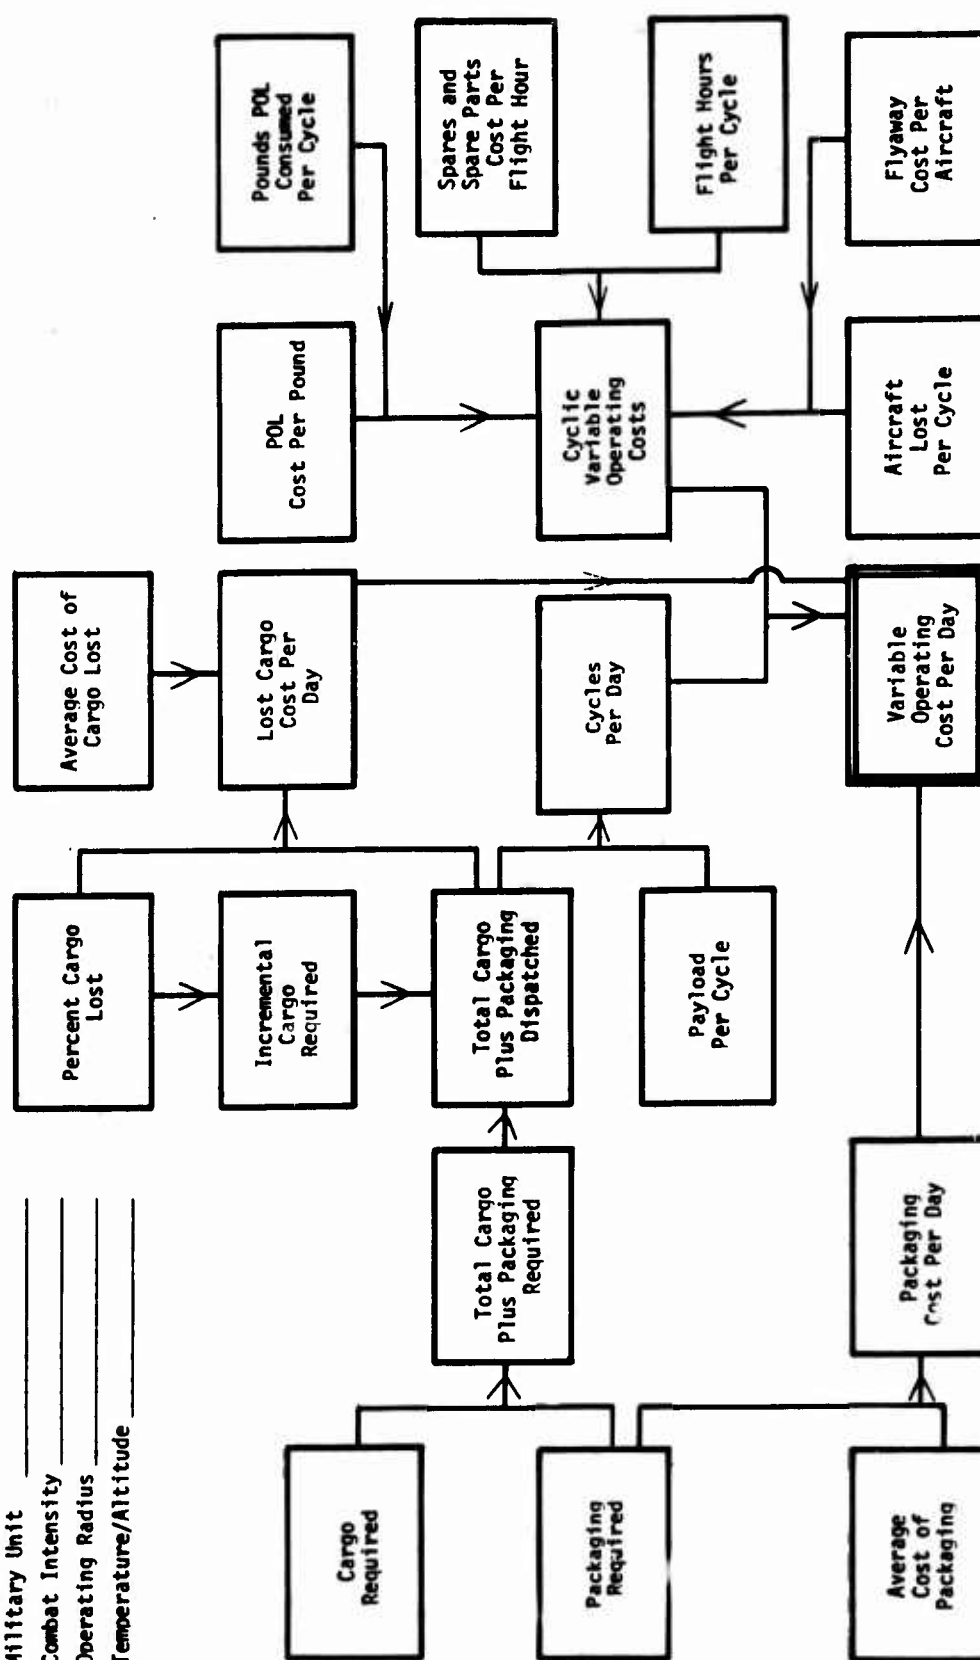 Military Unit
Combat Intensity
Operating Radius
Temperature/Altitude
Percent Cargo
Lost
Average Cost of
Cargo Lost
Incremental
Cargo
Required
Lost Cargo
Cost Per
Day
POL
Cost Per Pound
Pounds POL
Consumed
Per Cycle
Cargo
Required
Total Cargo
Plus Packaging
Required
Total Cargo
Plus Packaging
Dispatched
Spares and
Spare Parts
Cost Per
Flight Hour
Packaging
Required
Cycles
Per Day
Cyclic
Variable
Operating
Costs
Payload
Per Cycle
Flight Hours
Per Cycle
Average
Cost of
Packaging
Packaging
Cost Per Day
Variable
Operating
Cost Per Day
Aircraft
Lost
Per Cycle
Flyaway
Cost Per
Aircraft